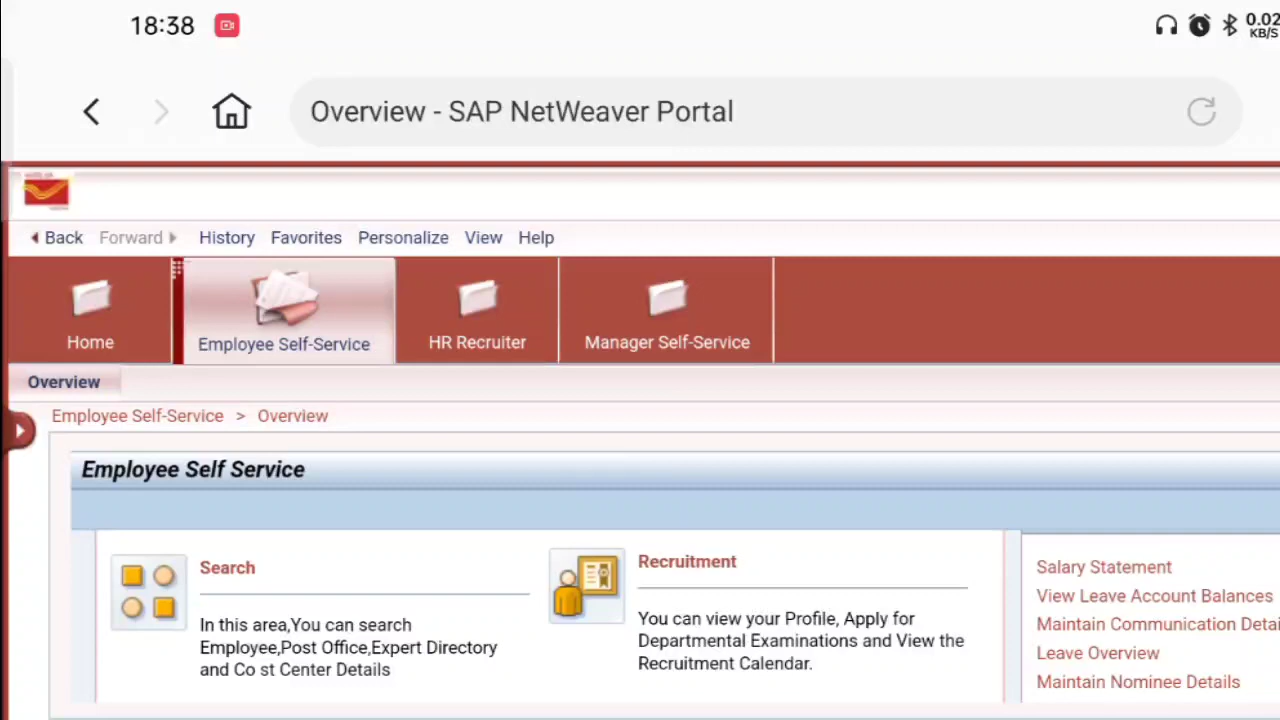 18:38
0.02
KB/S
Overview - SAP NetWeaver Portal
Back Forward History Favorites Personalize View Help
Home Employee Self-Service HR Recruiter Manager Self-Service
Overview
Employee Self-Service > Overview
Employee Self Service
Search
In this area,You can search
Employee,Post Office,Expert Directory
and Co st Center Details
Recruitment
You can view your Profile, Apply for
Departmental Examinations and View the
Recruitment Calendar.
Salary Statement
View Leave Account Balances
Maintain Communication Detai
Leave Overview
Maintain Nominee Details